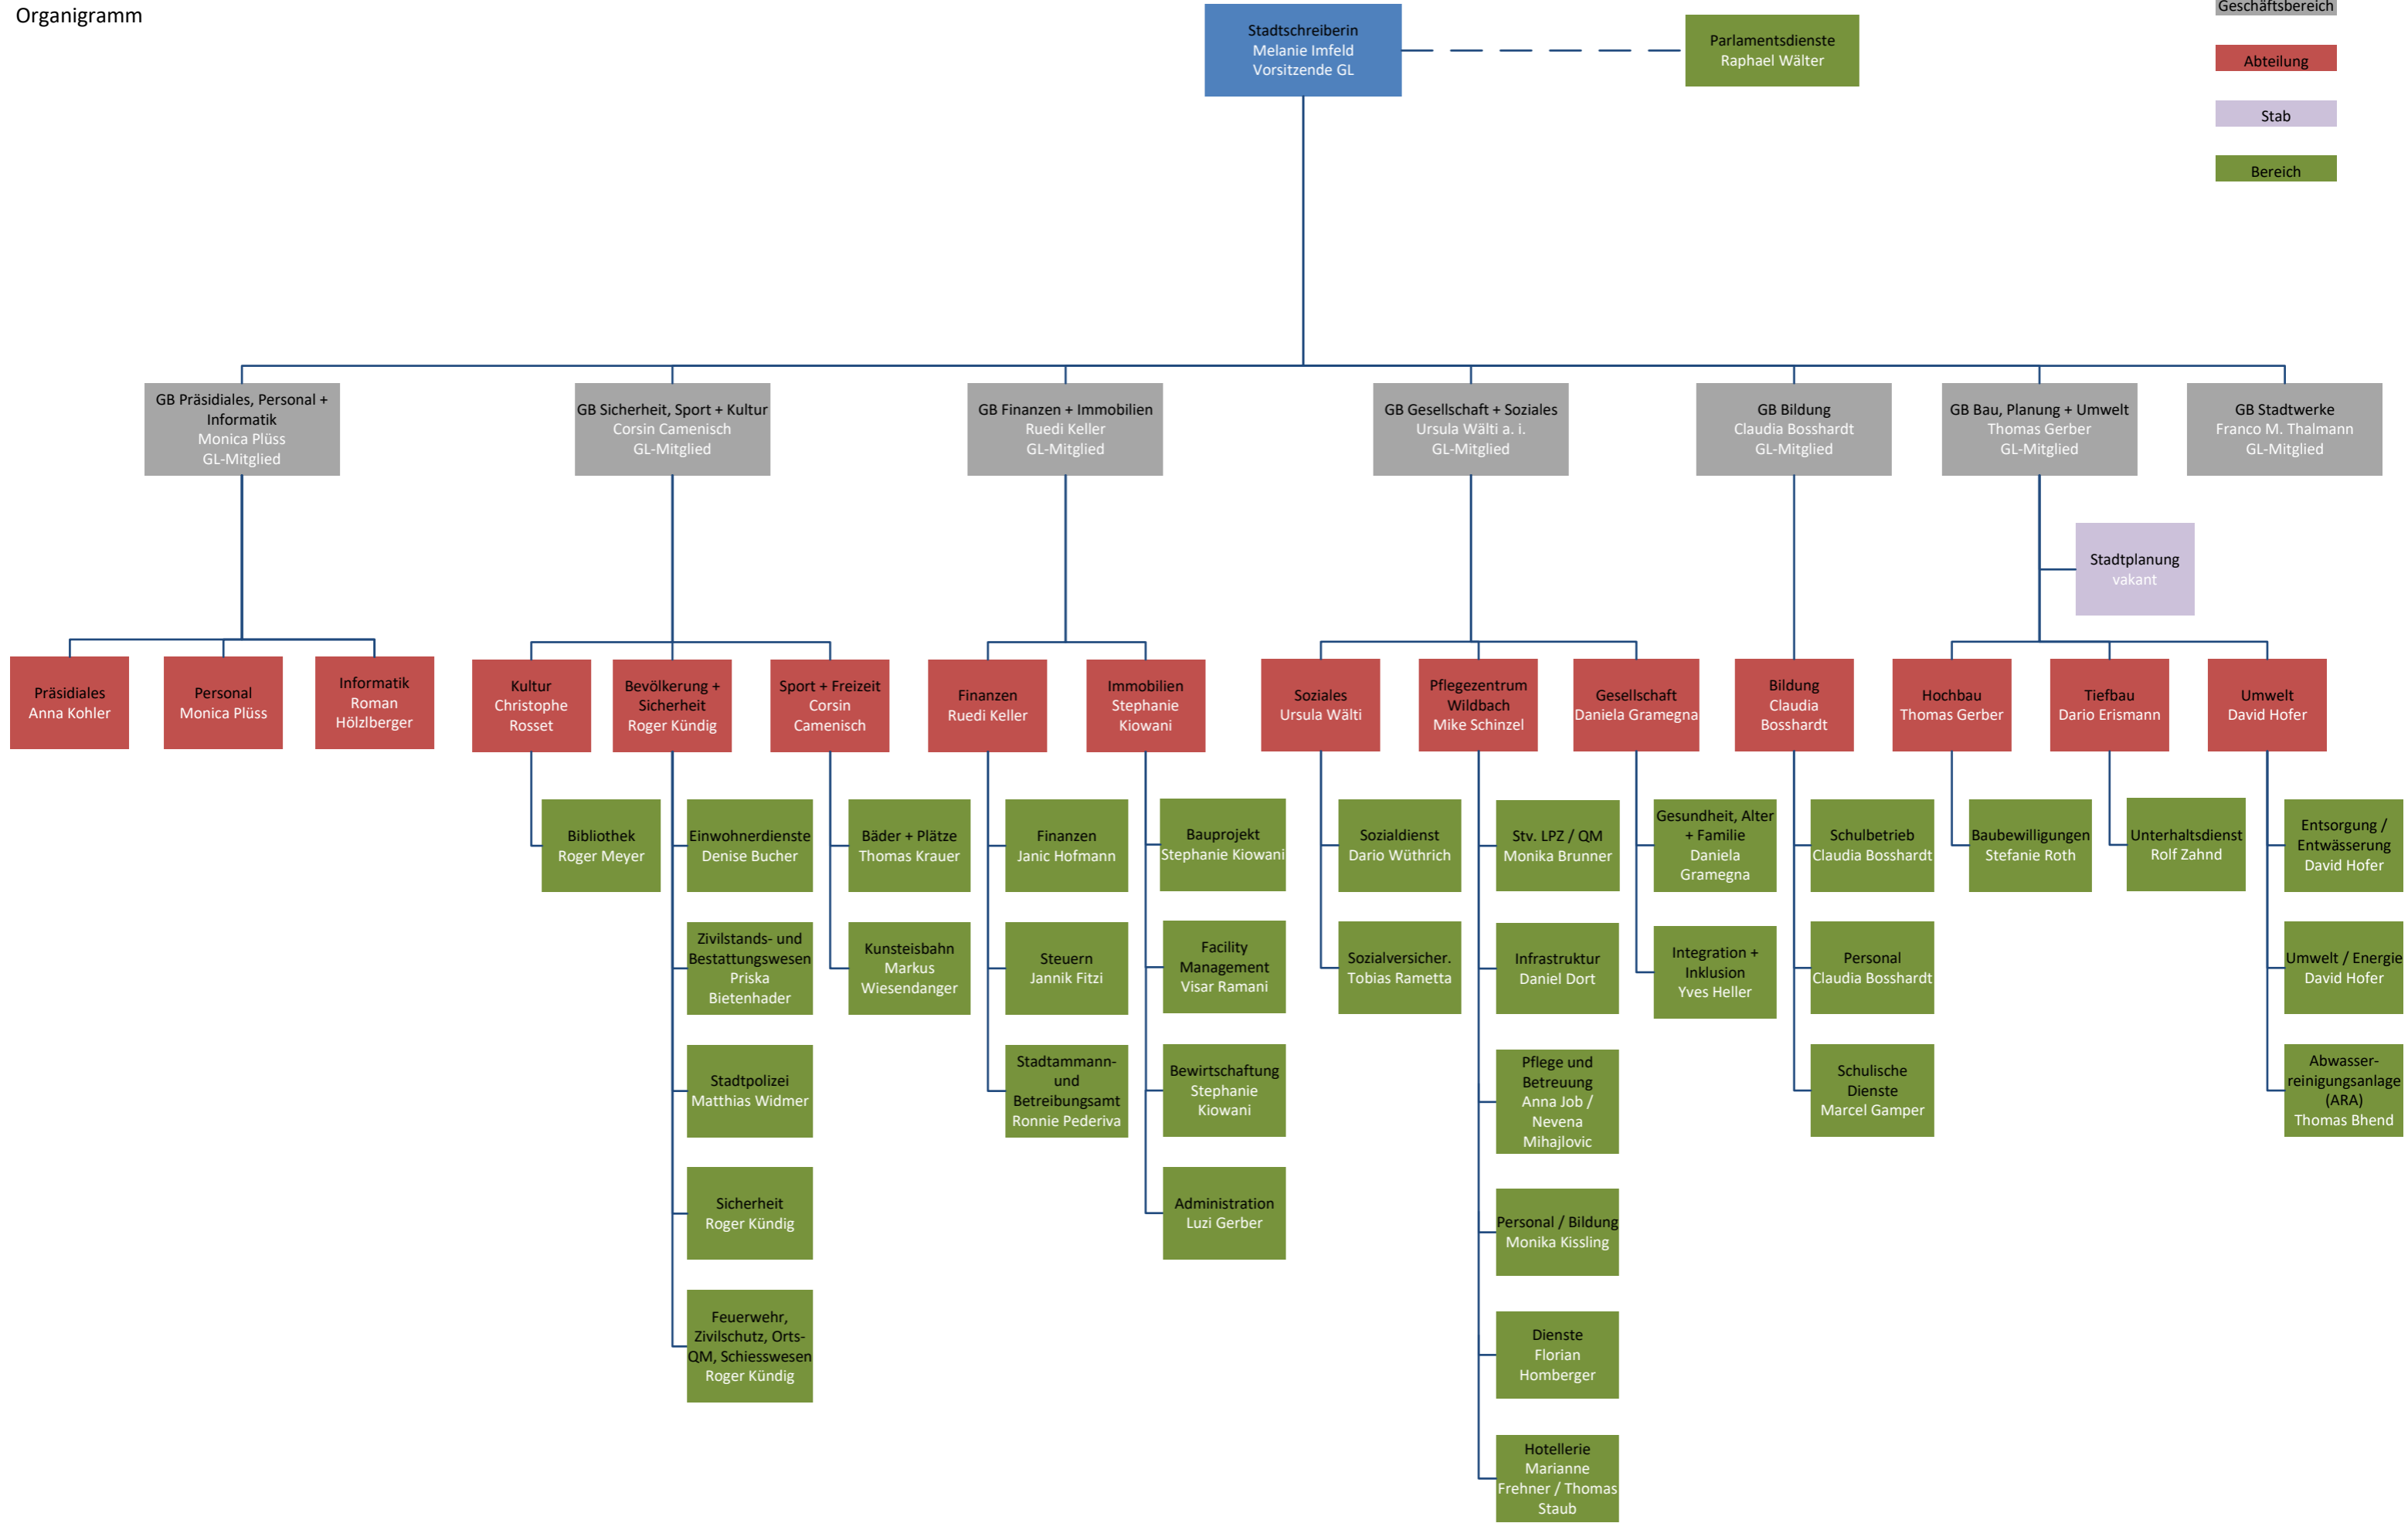 Organigramm
Stadtschreiberin
Melanie Imfeld
Vorsitzende GL
Parlamentsdienste
Raphael Wälter
Geschäftsbereich
Abteilung
Stab
Bereich
GB Präsidiales, Personal +
Informatik
Monica Plüss
GL-Mitglied
GB Sicherheit, Sport + Kultur
Corsin Camenisch
GL-Mitglied
GB Finanzen + Immobilien
Ruedi Keller
GL-Mitglied
GB Gesellschaft + Soziales
Ursula Wälti a. i.
GL-Mitglied
GB Bildung
Claudia Bosshardt
GL-Mitglied
GB Bau, Planung + Umwelt
Thomas Gerber
GL-Mitglied
GB Stadtwerke
Franco M. Thalmann
GL-Mitglied
Stadtplanung
vakant
Präsidiales
Anna Kohler
Personal
Monica Plüss
Informatik
Roman
Hölzlberger
Kultur
Christophe
Rosset
Bevölkerung +
Sicherheit
Roger Kündig
Sport + Freizeit
Corsin
Camenisch
Finanzen
Ruedi Keller
Immobilien
Stephanie
Kiowani
Soziales
Ursula Wälti
Pflegezentrum
Wildbach
Mike Schinzel
Gesellschaft
Daniela Gramegna
Bildung
Claudia
Bosshardt
Hochbau
Thomas Gerber
Tiefbau
Dario Erismann
Umwelt
David Hofer
Bibliothek
Roger Meyer
Einwohnerdienste
Denise Bucher
Bäder + Plätze
Thomas Krauer
Finanzen
Janic Hofmann
Bauprojekt
Stephanie Kiowani
Sozialdienst
Dario Wüthrich
Stv. LPZ / QM
Monika Brunner
Gesundheit, Alter
+ Familie
Daniela
Gramegna
Schulbetrieb
Claudia Bosshardt
Baubewilligungen
Stefanie Roth
Unterhaltsdienst
Rolf Zahnd
Entsorgung /
Entwässerung
David Hofer
Zivilstands- und
Bestattungswesen
Priska
Bietenhader
Kunsteisbahn
Markus
Wiesendanger
Steuern
Jannik Fitzi
Facility
Management
Visar Ramani
Sozialversicher.
Tobias Rametta
Infrastruktur
Daniel Dort
Integration +
Inklusion
Yves Heller
Personal
Claudia Bosshardt
Umwelt / Energie
David Hofer
Stadtpolizei
Matthias Widmer
Stadtammann-
und
Betreibungsamt
Ronnie Pederiva
Bewirtschaftung
Stephanie
Kiowani
Pflege und
Betreuung
Anna Job /
Nevena
Mihajlovic
Schulische
Dienste
Marcel Gamper
Abwasser-
reinigungsanlage
(ARA)
Thomas Bhend
Sicherheit
Roger Kündig
Administration
Luzi Gerber
Personal / Bildung
Monika Kissling
Feuerwehr,
Zivilschutz, Orts-
QM, Schiesswesen
Roger Kündig
Dienste
Florian
Homberger
Hotellerie
Marianne
Frehner / Thomas
Staub